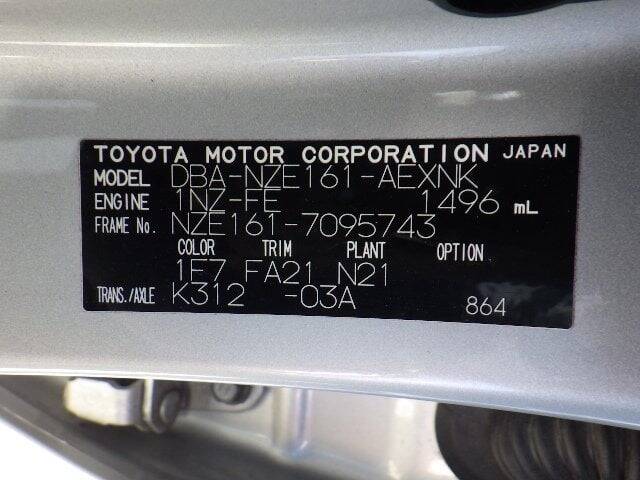 TOYOTA MOTOR CORPORATION JAPAN
MODEL DBA-NZE161-AEXNK
ENGINE 1NZ-FE 1496 mL
FRAME No. NZE161-7095743
COLOR TRIM PLANT OPTION
1F7 FA21 N21
TRANS./AXLE K312 -03A 864